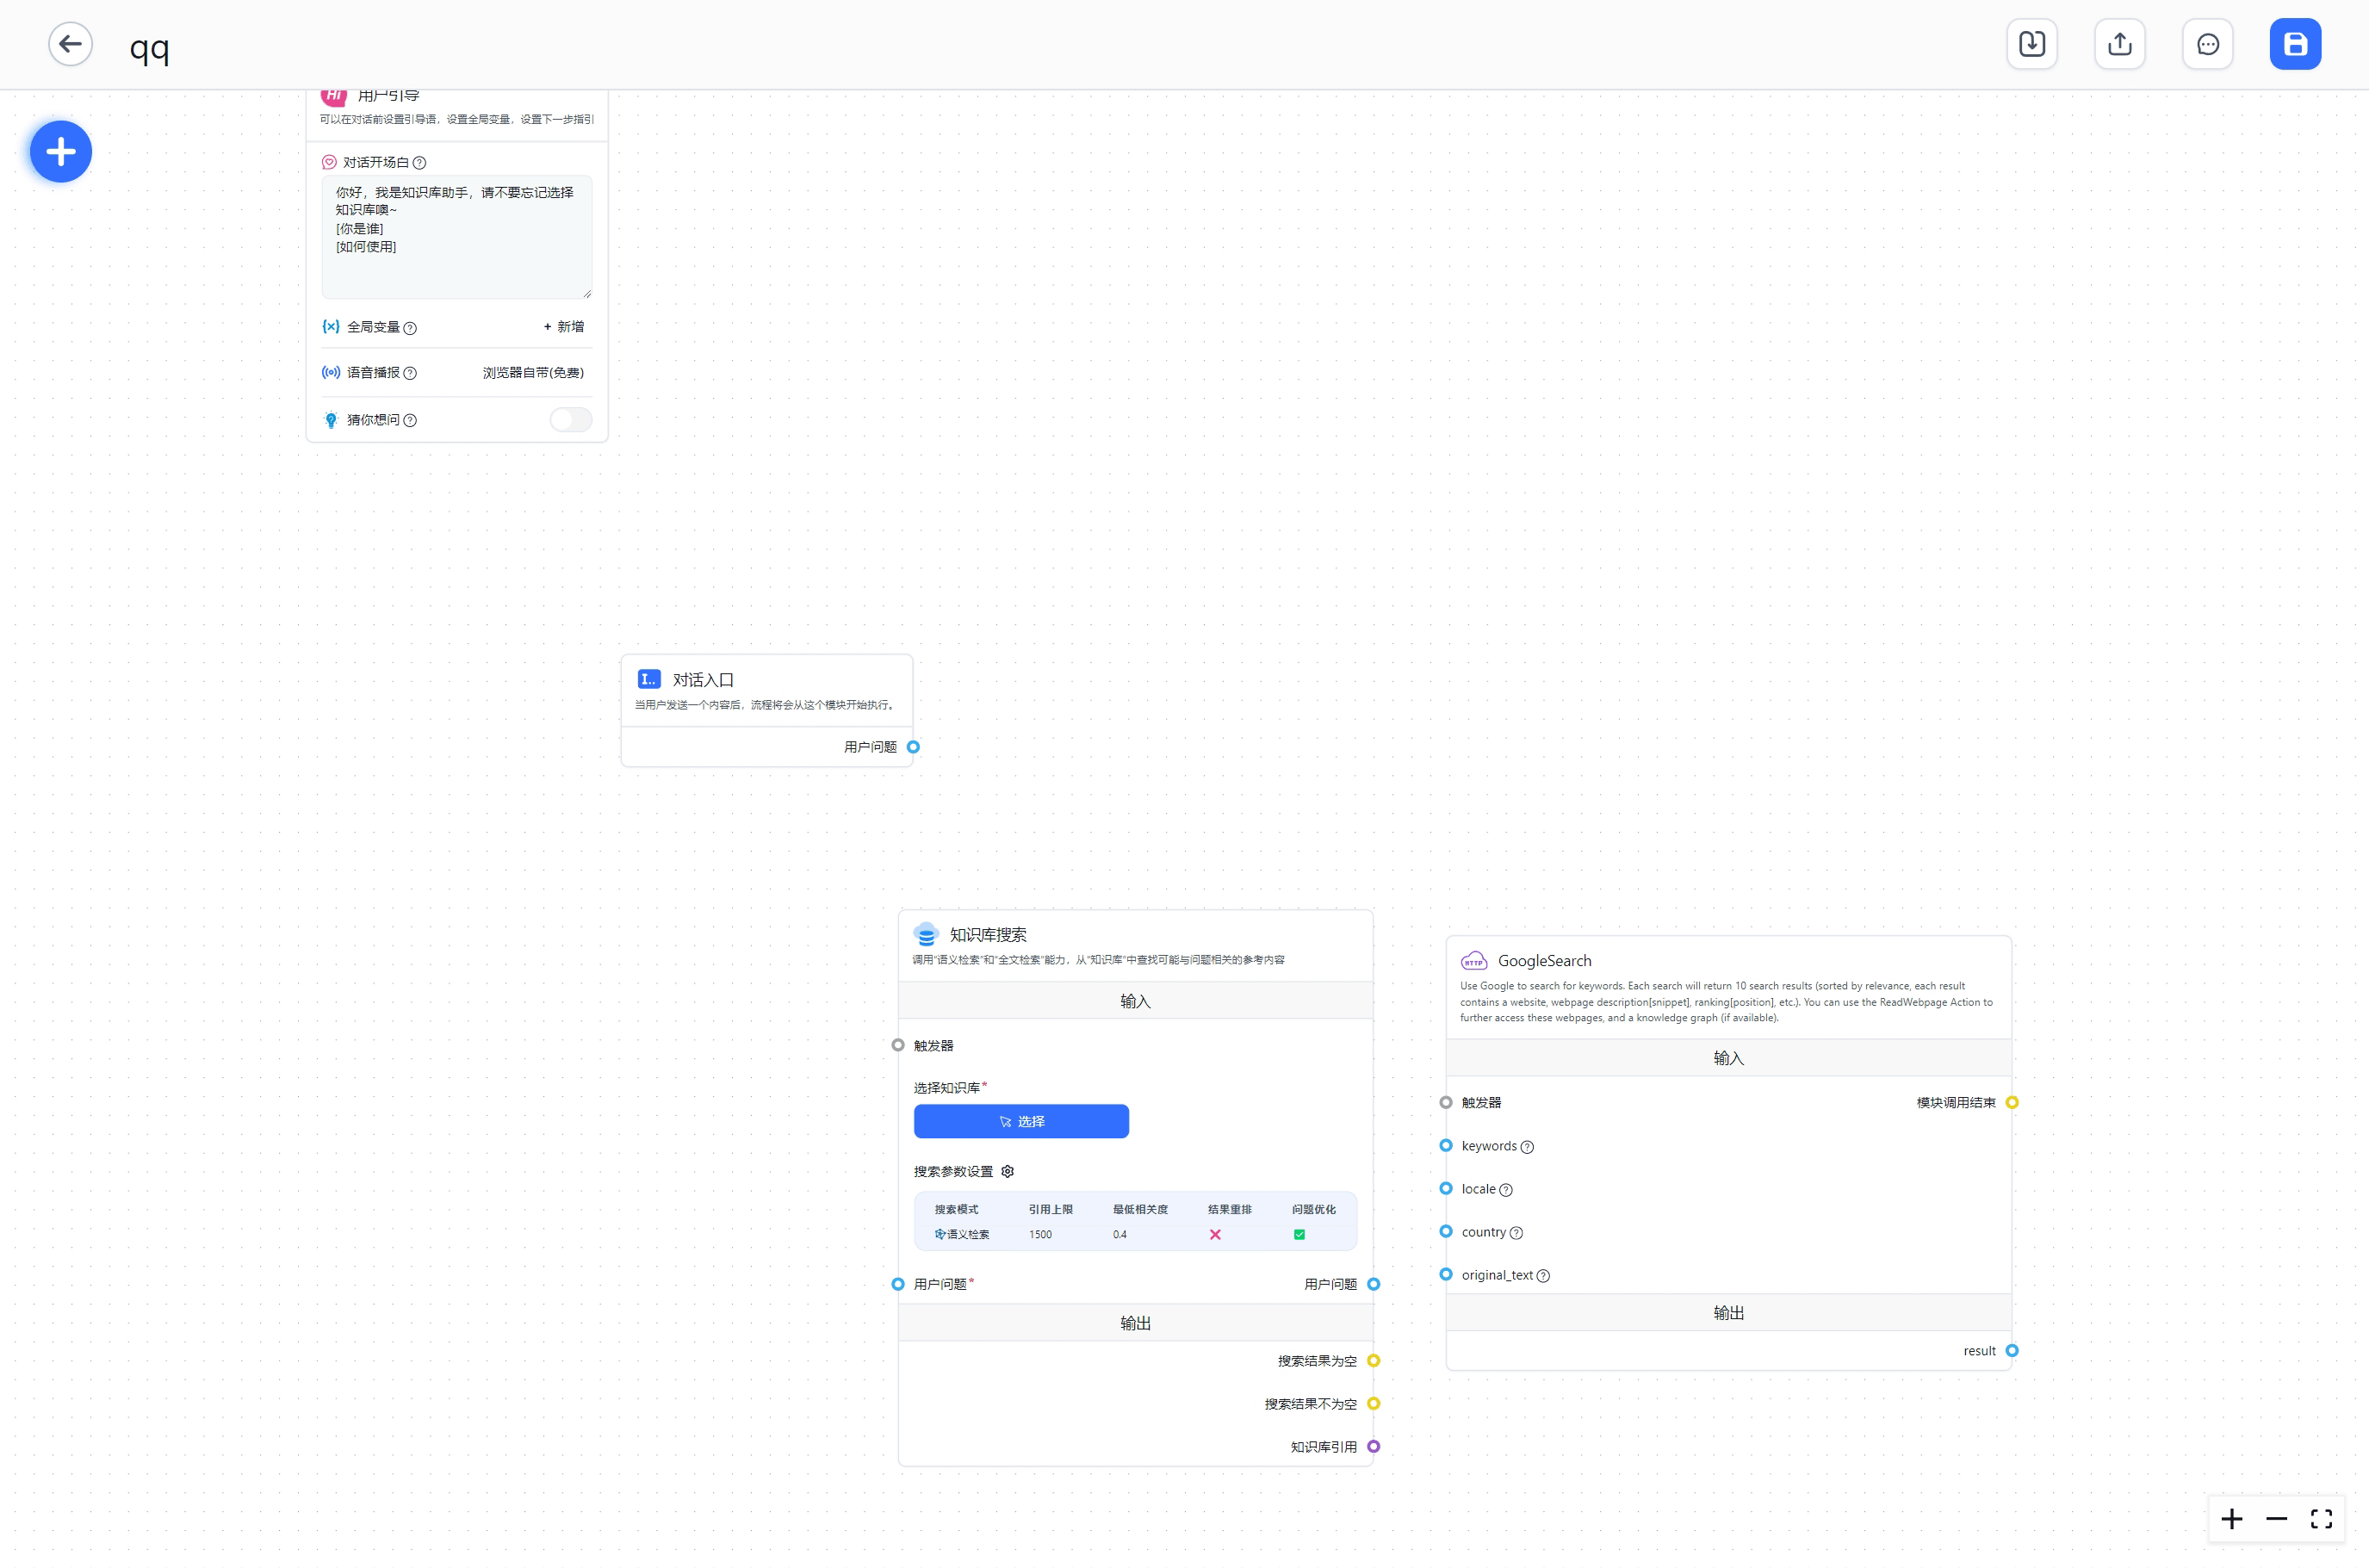 qq
用户引导
可以在对话前设置引导语，设置全局变量，设置下一步指引
对话开场白
你好，我是知识库助手，请不要忘记选择
知识库噢~
[你是谁]
[如何使用]
全局变量
+ 新增
语音播报
浏览器自带(免费)
猜你想问
对话入口
当用户发送一个内容后，流程将会从这个模块开始执行。
用户问题
知识库搜索
调用“语义检索”和“全文检索”能力，从“知识库”中查找可能与问题相关的参考内容
输入
触发器
选择知识库*
选择
搜索参数设置
搜索模式 引用上限 最低相关度 结果重排 问题优化
语义检索 1500 0.4
用户问题* 用户问题
输出
搜索结果为空
搜索结果不为空
知识库引用
HTTP GoogleSearch
Use Google to search for keywords. Each search will return 10 search results (sorted by relevance, each result
contains a website, webpage description[snippet], ranking[position], etc.). You can use the ReadWebpage Action to
further access these webpages, and a knowledge graph (if available).
输入
触发器 模块调用结束
keywords
locale
country
original_text
输出
result